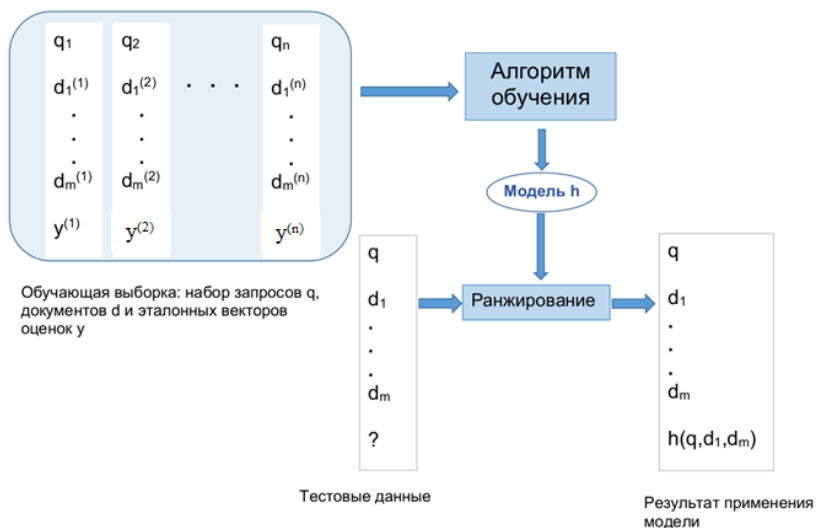 q₁ q₂ qₙ
d₁⁽¹⁾ d₁⁽²⁾ . . . d₁⁽ⁿ⁾
. . .
. . .
. . .
dₘ⁽¹⁾ dₘ⁽²⁾ dₘ⁽ⁿ⁾
y⁽¹⁾ y⁽²⁾ y⁽ⁿ⁾
Обучающая выборка: набор запросов q,
документов d и эталонных векторов
оценок y
Алгоритм
обучения
Модель h
q
d₁
.
.
.
dₘ
?
Тестовые данные
Ранжирование
q
d₁
.
.
.
dₘ
h(q,d₁,dₘ)
Результат применения
модели